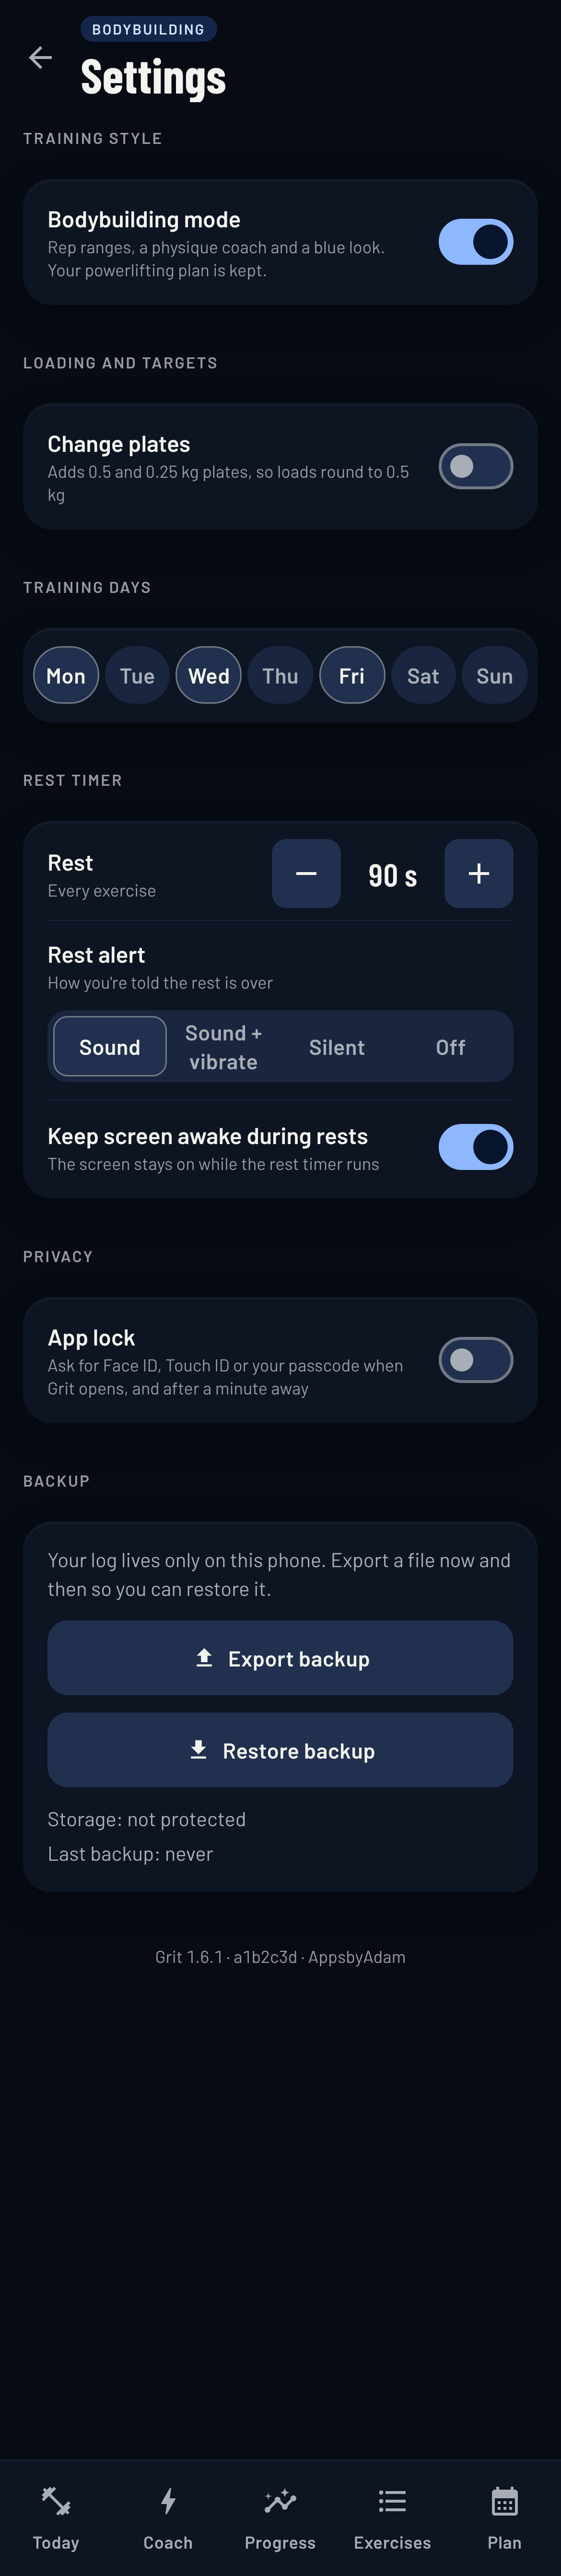 BODYBUILDING
Settings
TRAINING STYLE
Bodybuilding mode
Rep ranges, a physique coach and a blue look.
Your powerlifting plan is kept.
LOADING AND TARGETS
Change plates
Adds 0.5 and 0.25 kg plates, so loads round to 0.5
kg
TRAINING DAYS
Mon Tue Wed Thu Fri Sat Sun
REST TIMER
Rest
Every exercise
90 s
Rest alert
How you're told the rest is over
Sound
Sound +
vibrate
Silent
Off
Keep screen awake during rests
The screen stays on while the rest timer runs
PRIVACY
App lock
Ask for Face ID, Touch ID or your passcode when
Grit opens, and after a minute away
BACKUP
Your log lives only on this phone. Export a file now and
then so you can restore it.
Export backup
Restore backup
Storage: not protected
Last backup: never
Grit 1.6.1 · a1b2c3d · AppsbyAdam
Today Coach Progress Exercises Plan